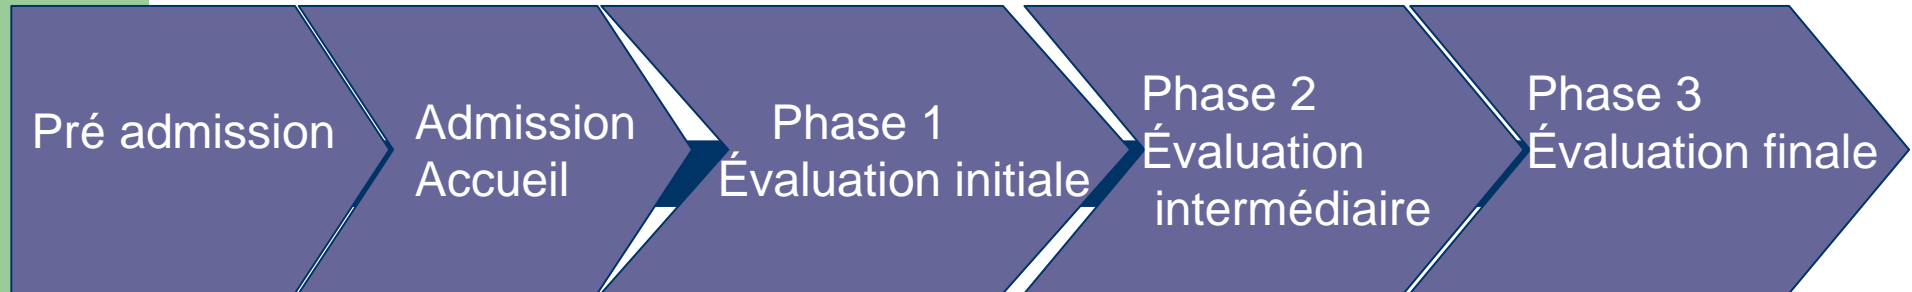 Pré admission
Admission
Accueil
Phase 1
Évaluation initiale
Phase 2
Évaluation
intermédiaire
Phase 3
Évaluation finale